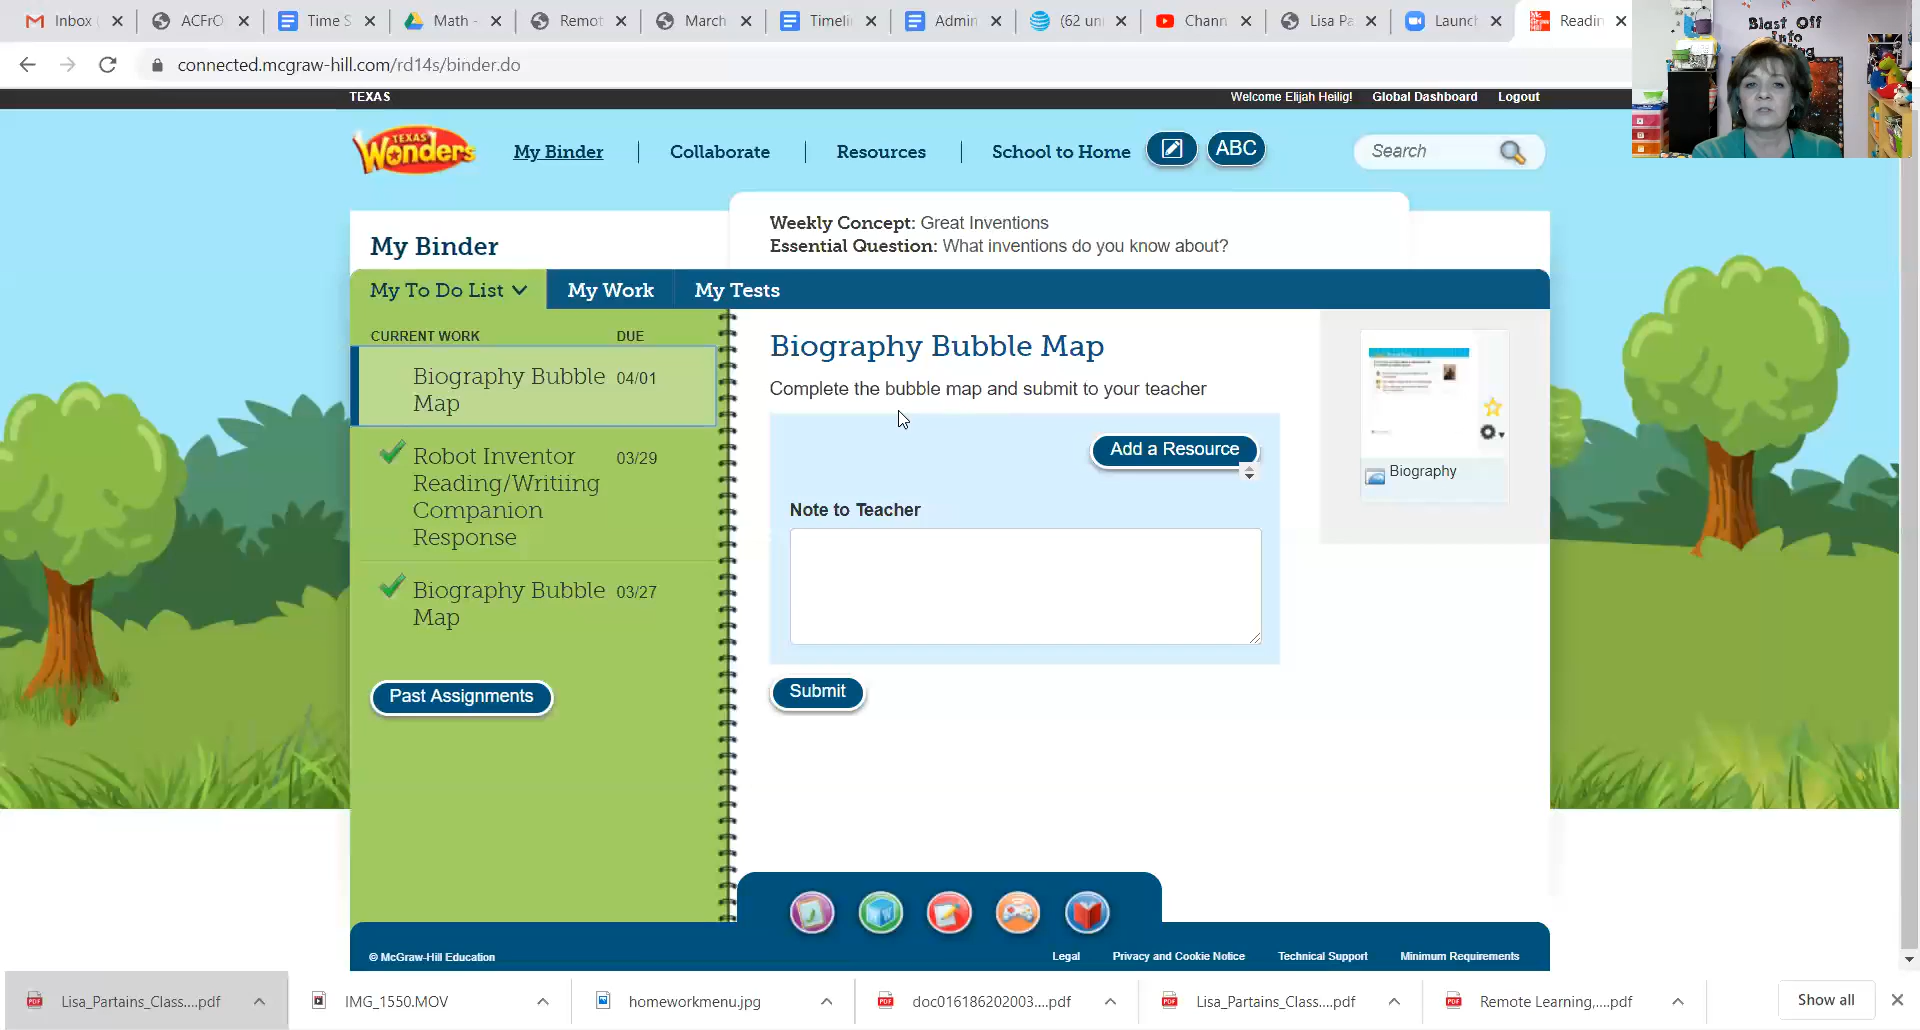 Inbox
ACFrO
Time S
Math -
Remot
March
Timelin
Admin
(62 un
Chann
Lisa Pa
Launch
Readin
connected.mcgraw-hill.com/rd14s/binder.do
Blast Off
Into
TEXAS
Welcome Elijah Heilig!
Global Dashboard
Logout
TEXAS
Wonders
My Binder
Collaborate
Resources
School to Home
ABC
Search
Weekly Concept: Great Inventions
Essential Question: What inventions do you know about?
My Binder
My To Do List
My Work
My Tests
CURRENT WORK
DUE
Biography Bubble
Map
04/01
Robot Inventor
Reading/Writiing
Companion
Response
03/29
Biography Bubble
Map
03/27
Past Assignments
Biography Bubble Map
Complete the bubble map and submit to your teacher
Add a Resource
Note to Teacher
Submit
Biography
© McGraw-Hill Education
Legal
Privacy and Cookie Notice
Technical Support
Minimum Requirements
Lisa_Partains_Class....pdf
IMG_1550.MOV
homeworkmenu.jpg
doc016186202003....pdf
Lisa_Partains_Class....pdf
Remote Learning,....pdf
Show all